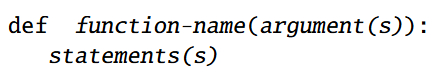 def function-name(argument(s)):
statements(s)